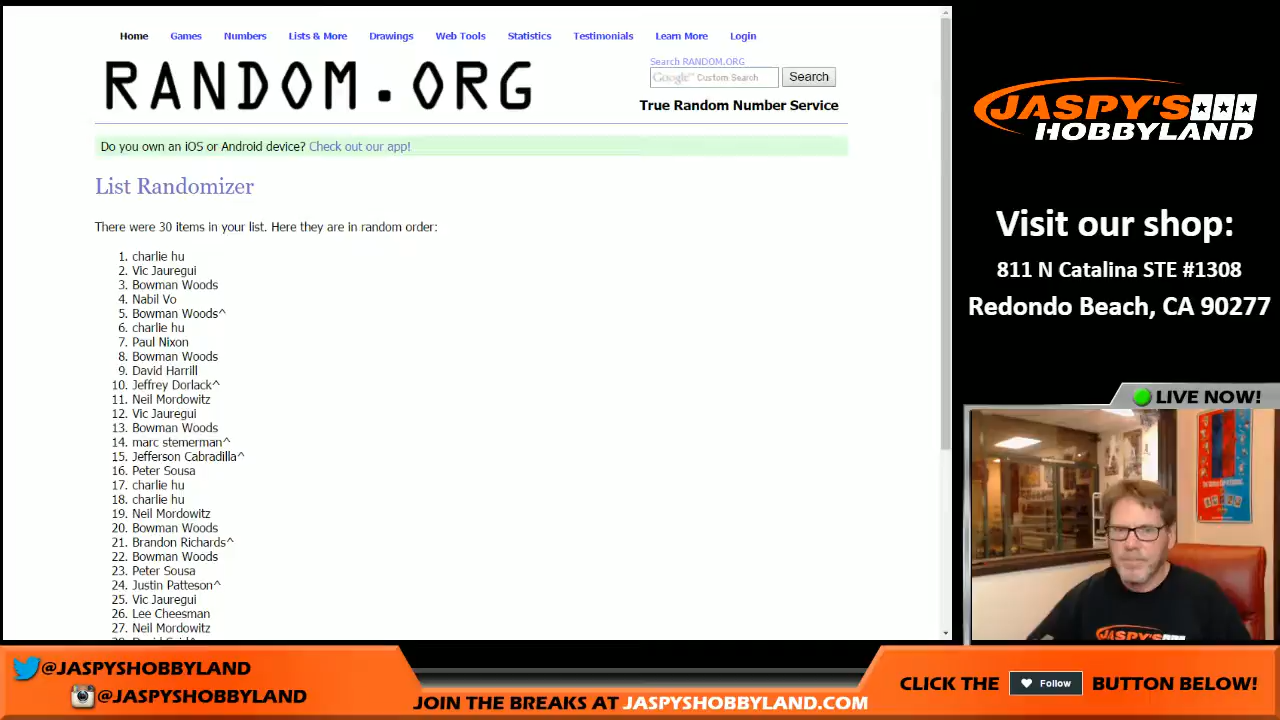 Home Games Numbers Lists & More Drawings Web Tools Statistics Testimonials Learn More Login
RANDOM.ORG
Search RANDOM.ORG
Google™ Custom Search Search
True Random Number Service
Do you own an iOS or Android device? Check out our app!
List Randomizer
There were 30 items in your list. Here they are in random order:
1. charlie hu
2. Vic Jauregui
3. Bowman Woods
4. Nabil Vo
5. Bowman Woods^
6. charlie hu
7. Paul Nixon
8. Bowman Woods
9. David Harrill
10. Jeffrey Dorlack^
11. Neil Mordowitz
12. Vic Jauregui
13. Bowman Woods
14. marc stemerman^
15. Jefferson Cabradilla^
16. Peter Sousa
17. charlie hu
18. charlie hu
19. Neil Mordowitz
20. Bowman Woods
21. Brandon Richards^
22. Bowman Woods
23. Peter Sousa
24. Justin Patteson^
25. Vic Jauregui
26. Lee Cheesman
27. Neil Mordowitz
JASPY'S
HOBBYLAND
Visit our shop:
811 N Catalina STE #1308
Redondo Beach, CA 90277
LIVE NOW!
JASPY'S
@JASPYSHOBBYLAND
@JASPYSHOBBYLAND
JOIN THE BREAKS AT JASPYSHOBBYLAND.COM
CLICK THE Follow BUTTON BELOW!